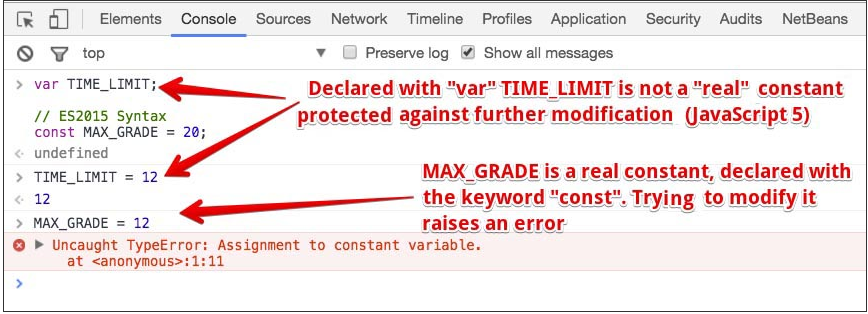 Elements Console Sources Network Timeline Profiles Application Security Audits NetBeans
top Preserve log Show all messages
var TIME_LIMIT;
Declared with "var" TIME_LIMIT is not a "real" constant
protected against further modification (JavaScript 5)
// ES2015 Syntax
const MAX_GRADE = 20;
undefined
TIME_LIMIT = 12
12
MAX_GRADE is a real constant, declared with
the keyword "const". Trying to modify it
raises an error
MAX_GRADE = 12
Uncaught TypeError: Assignment to constant variable.
at <anonymous>:1:11